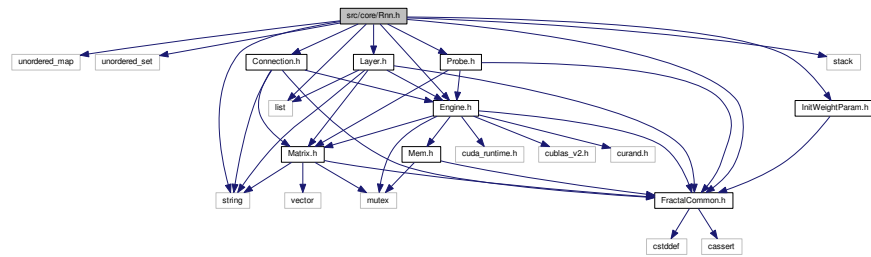 src/core/Rnn.h
unordered_map
unordered_set
Connection.h
Layer.h
Probe.h
stack
list
Engine.h
InitWeightParam.h
Matrix.h
Mem.h
cuda_runtime.h
cublas_v2.h
curand.h
string
vector
mutex
FractalCommon.h
cstddef
cassert